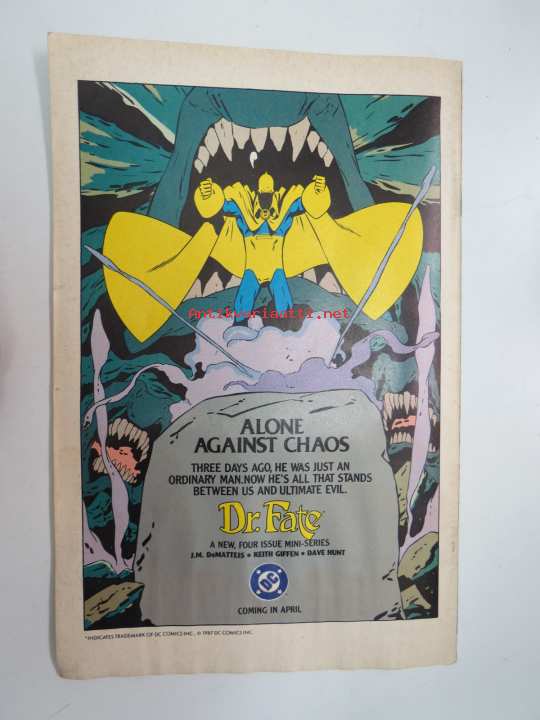 Antikvariaatti.net
ALONE
AGAINST CHAOS
THREE DAYS AGO, HE WAS JUST AN
ORDINARY MAN. NOW HE'S ALL THAT STANDS
BETWEEN US AND ULTIMATE EVIL.
Dr. Fate
A NEW, FOUR ISSUE MINI-SERIES
J.M. DeMATTEIS • KEITH GIFFEN • DAVE HUNT
DC
COMING IN APRIL
*INDICATES TRADEMARK OF DC COMICS INC., © 1987 DC COMICS INC.